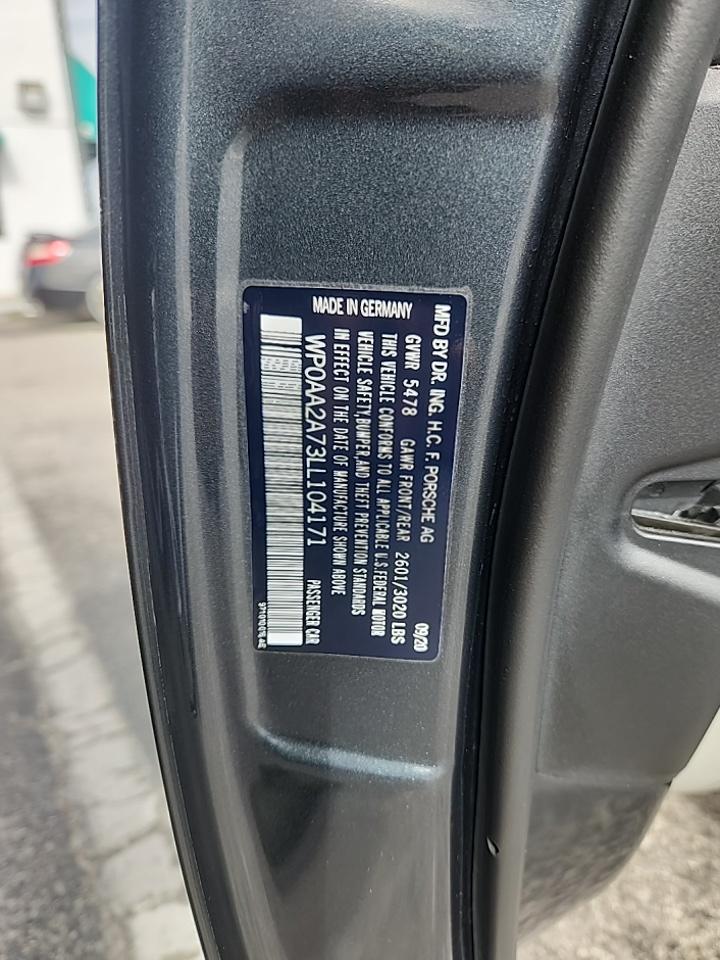 MFD BY DR. ING. H.C. F. PORSCHE AG 09/20
GVWR 5478 GAWR FRONT/REAR 2601/3020 LBS
THIS VEHICLE CONFORMS TO ALL APPLICABLE U.S.FEDERAL MOTOR
VEHICLE SAFETY,BUMPER,AND THEFT PREVENTION STANDARDS
IN EFFECT ON THE DATE OF MANUFACTURE SHOWN ABOVE
MADE IN GERMANY
WP0AA2A73LL104171 PASSENGER CAR